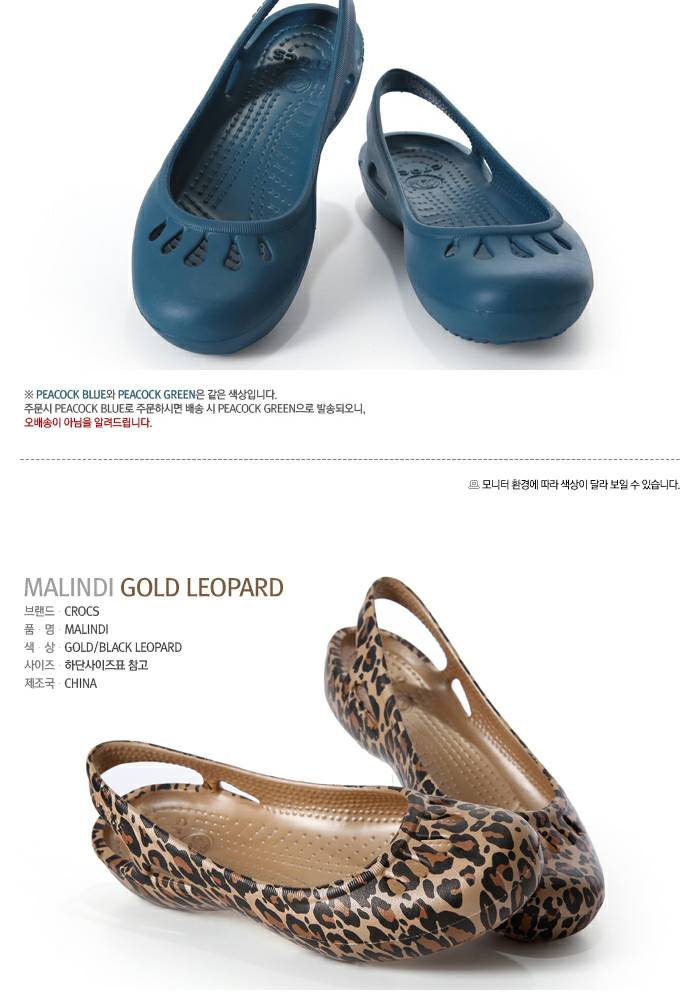 crocs
crocs
※ PEACOCK BLUE와 PEACOCK GREEN은 같은 색상입니다.
주문시 PEACOCK BLUE로 주문하시면 배송 시 PEACOCK GREEN으로 발송되오니,
오배송이 아님을 알려드립니다.
모니터 환경에 따라 색상이 달라 보일 수 있습니다.
MALINDI GOLD LEOPARD
브랜드 · CROCS
품 · 명 · MALINDI
색 · 상 · GOLD/BLACK LEOPARD
사이즈 · 하단사이즈표 참고
제조국 · CHINA